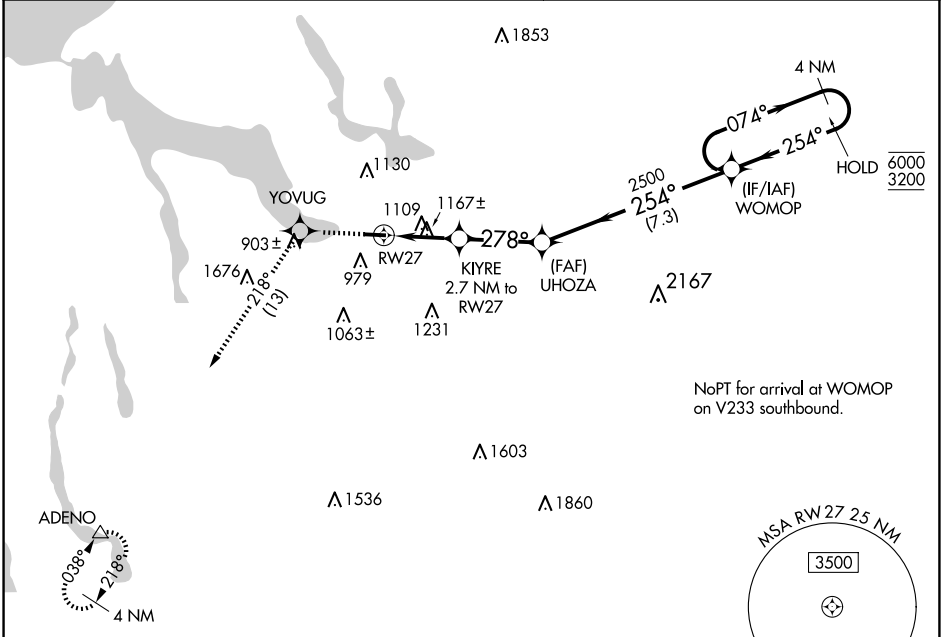 1853
4 NM
074°
254°
HOLD
6000
3200
(IF/IAF)
WOMOP
2500
254°
(7.3)
1130
YOVUG
1109
1167±
903±
RW27
278°
979
KIYRE
2.7 NM to
RW27
(FAF)
UHOZA
1676
218°
(13)
1063±
1231
2167
NoPT for arrival at WOMOP
on V233 southbound.
1603
1536
1860
ADENO
038°
218°
4 NM
MSA RW27 25 NM
3500